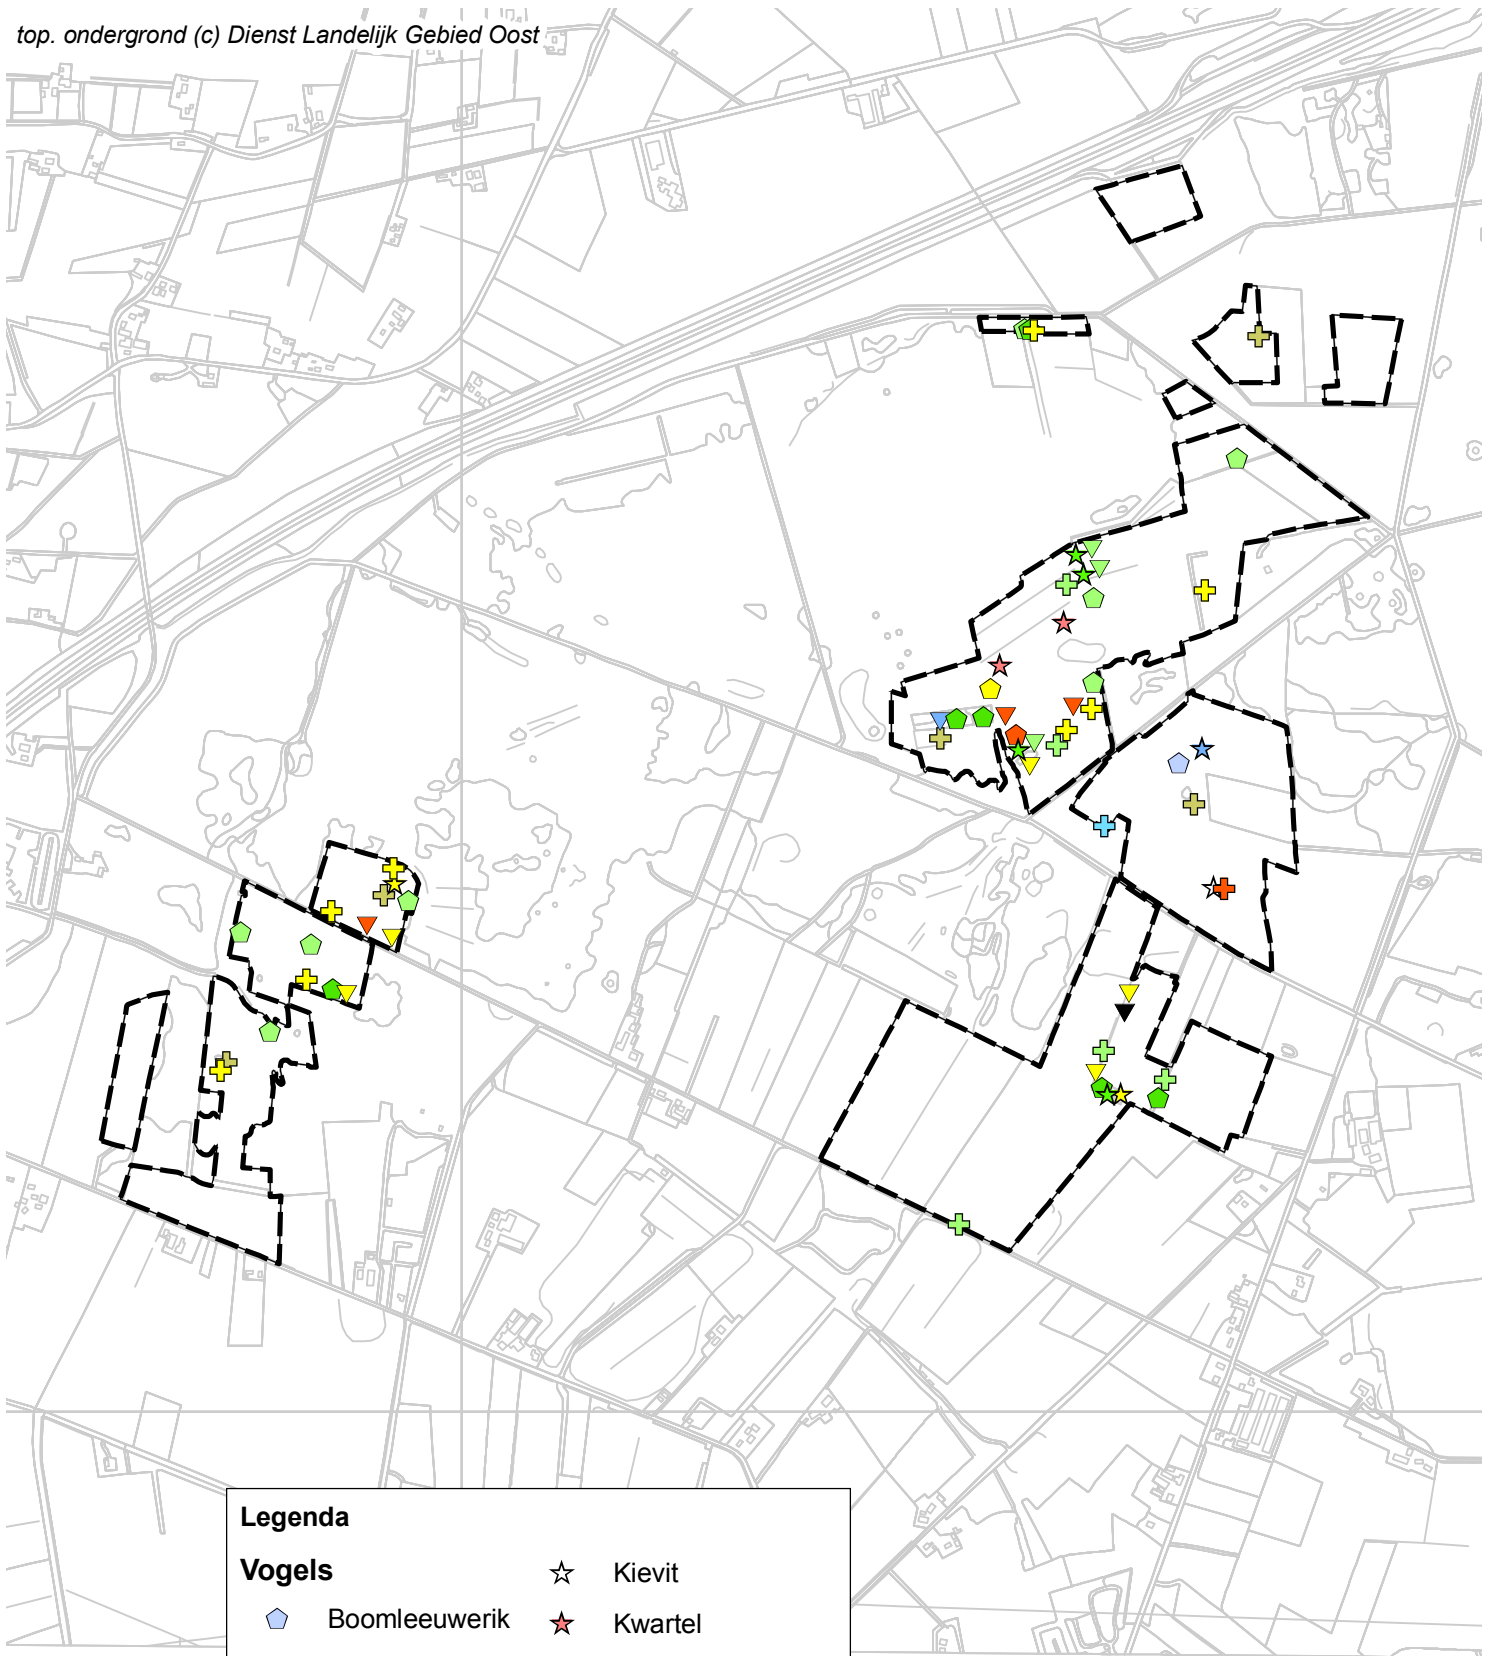 top. ondergrond (c) Dienst Landelijk Gebied Oost
Legenda
Vogels
Boomleeuwerik
Kievit
Kwartel